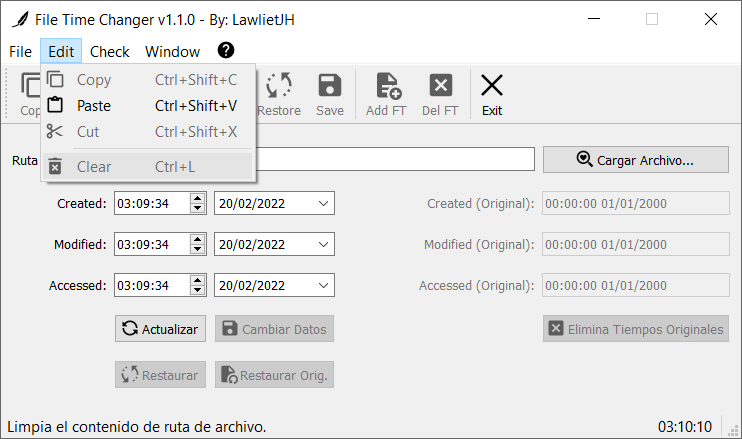 File Time Changer v1.1.0 - By: LawlietJH
File Edit Check Window ?
Cop Restore Save Add FT Del FT Exit
Copy Ctrl+Shift+C
Paste Ctrl+Shift+V
Cut Ctrl+Shift+X
Clear Ctrl+L
Ruta Cargar Archivo...
Created: 03:09:34 20/02/2022 Created (Original): 00:00:00 01/01/2000
Modified: 03:09:34 20/02/2022 Modified (Original): 00:00:00 01/01/2000
Accessed: 03:09:34 20/02/2022 Accessed (Original): 00:00:00 01/01/2000
Actualizar Cambiar Datos Elimina Tiempos Originales
Restaurar Restaurar Orig.
Limpia el contenido de ruta de archivo. 03:10:10